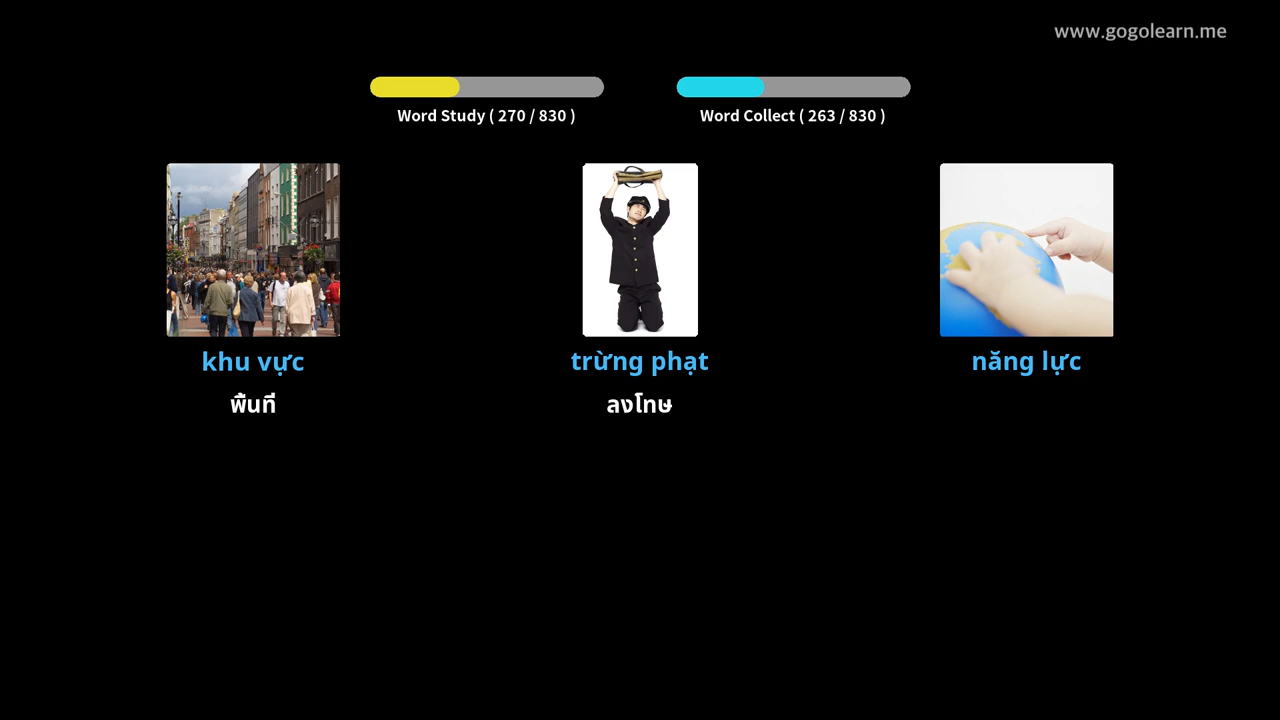 www.gogolearn.me
Word Study ( 270 / 830 )
Word Collect ( 263 / 830 )
khu vực
trừng phạt
năng lực
พื้นที่
ลงโทษ